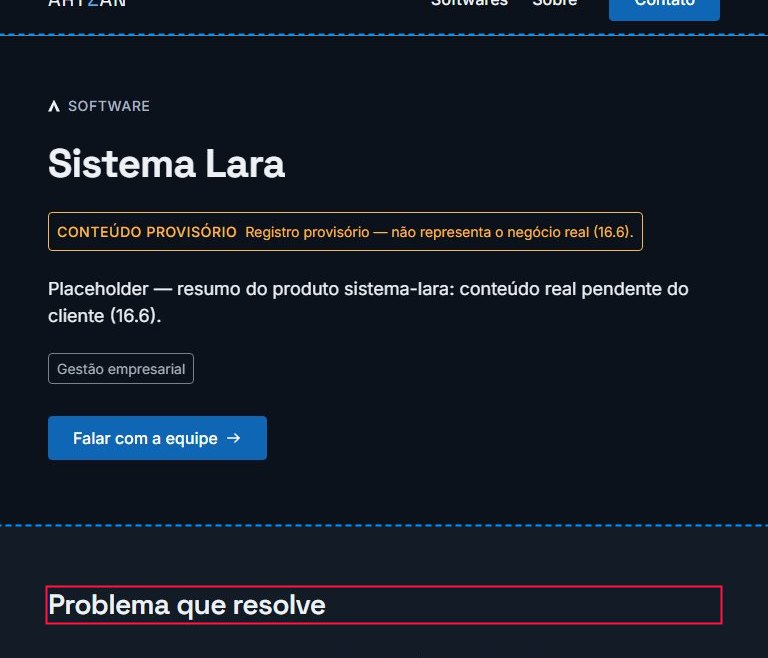 ARTZAN
Softwares Sobre Contato
SOFTWARE
Sistema Lara
CONTEÚDO PROVISÓRIO Registro provisório — não representa o negócio real (16.6).
Placeholder — resumo do produto sistema-lara: conteúdo real pendente do
cliente (16.6).
Gestão empresarial
Falar com a equipe →
Problema que resolve